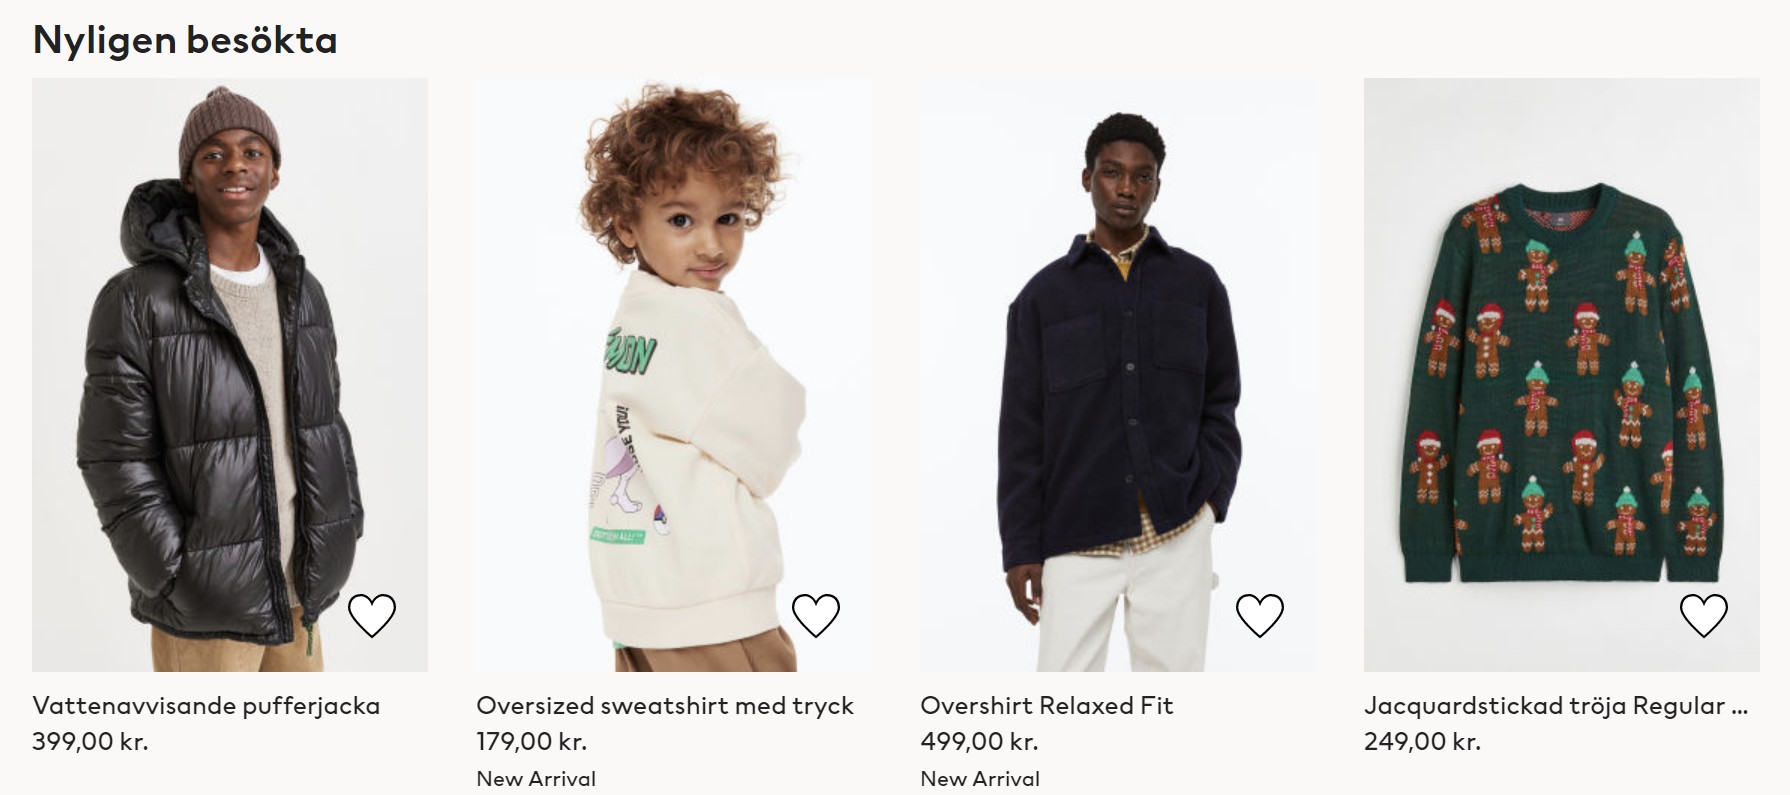 Nyligen besökta
Vattenavvisande pufferjacka
399,00 kr.
Oversized sweatshirt med tryck
179,00 kr.
New Arrival
Overshirt Relaxed Fit
499,00 kr.
New Arrival
Jacquardstickad tröja Regular ...
249,00 kr.